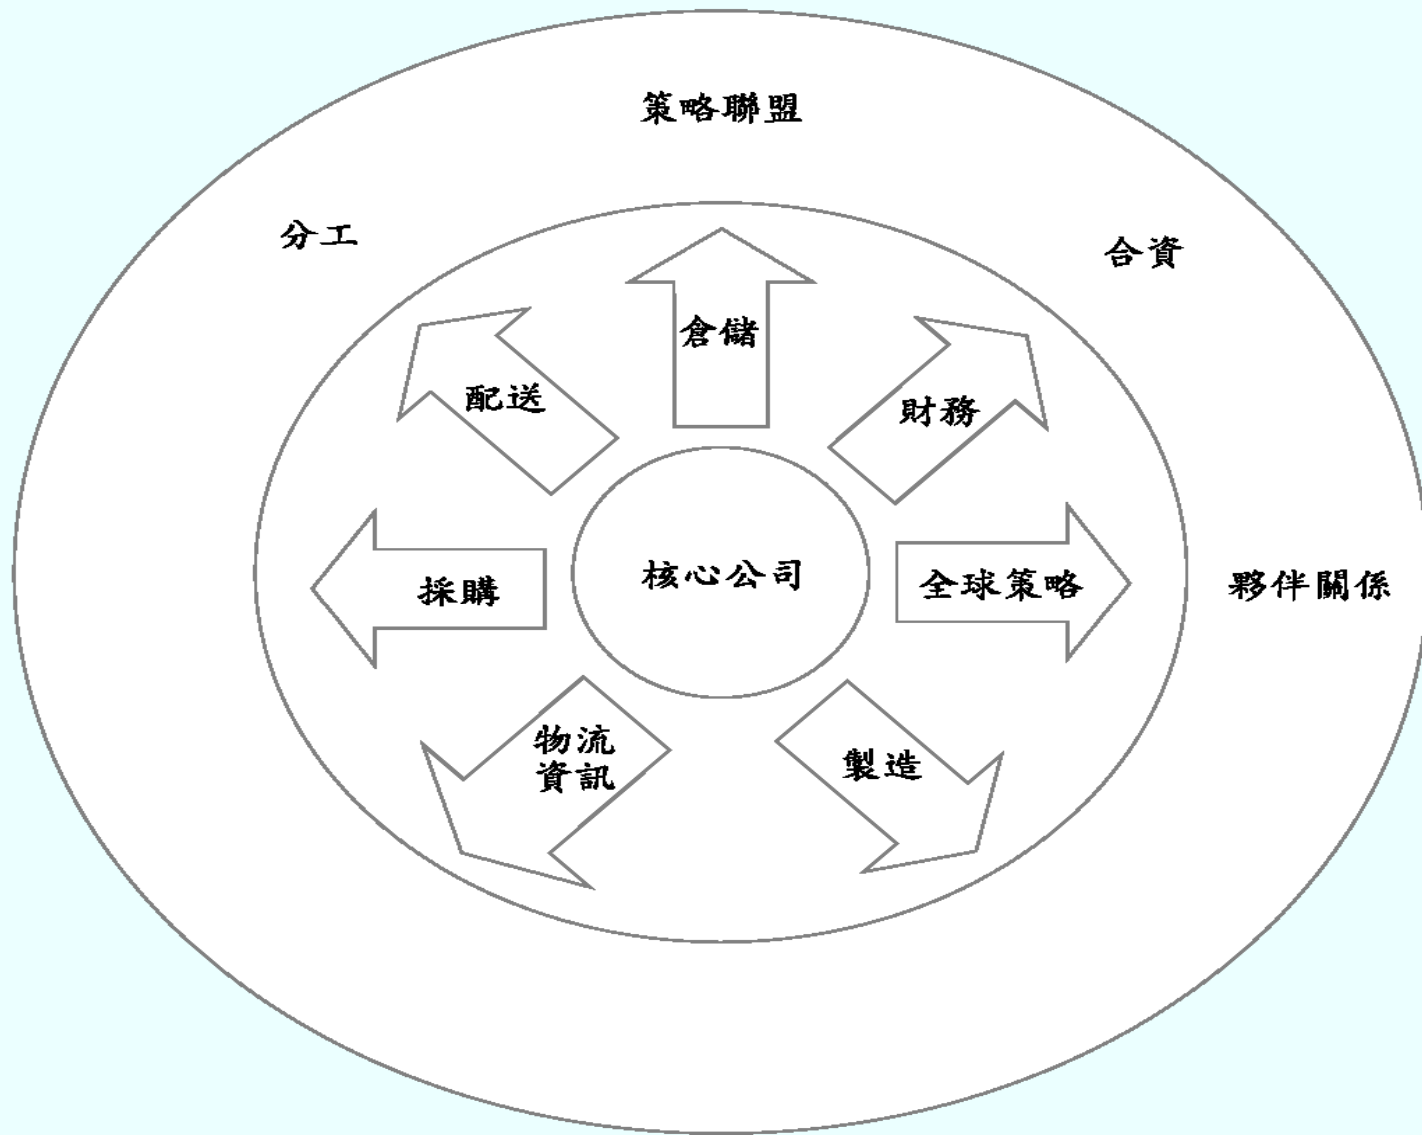 策略聯盟
分工
合資
倉儲
配送
財務
核心公司
採購
全球策略
夥伴關係
物流
資訊
製造